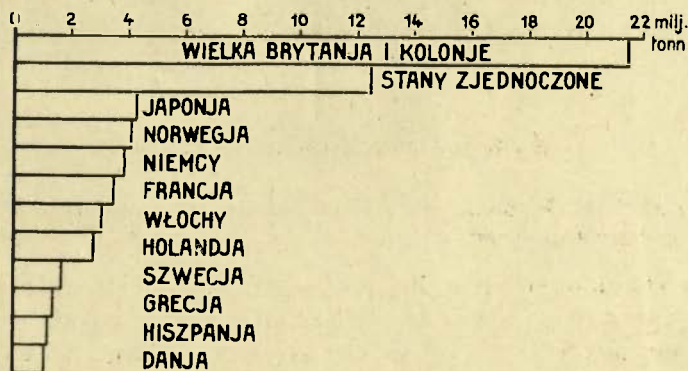 0 2 4 6 8 10 12 14 16 18 20 22 milj.
tonn
WIELKA BRYTANJA I KOLONJE
STANY ZJEDNOCZONE
JAPONJA
NORWEGJA
NIEMCY
FRANCJA
WŁOCHY
HOLANDJA
SZWECJA
GRECJA
HISZPANJA
DANJA